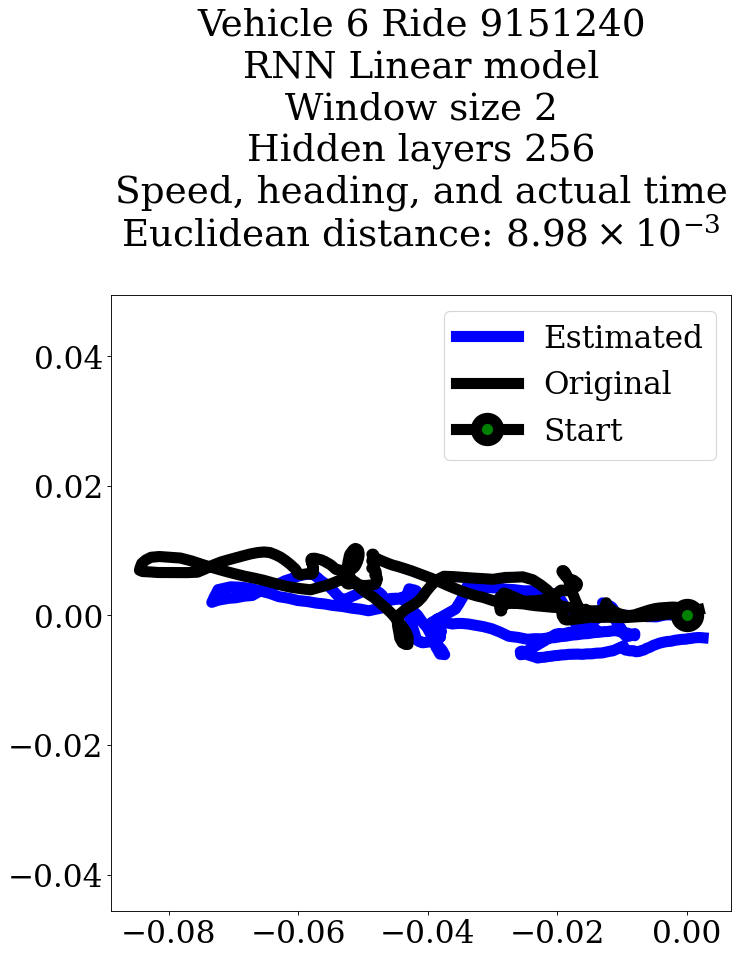 Vehicle 6 Ride 9151240
RNN Linear model
Window size 2
Hidden layers 256
Speed, heading, and actual time
Euclidean distance: 8.98 × 10⁻³
Estimated
Original
Start
0.04
0.02
0.00
−0.02
−0.04
−0.08 −0.06 −0.04 −0.02 0.00